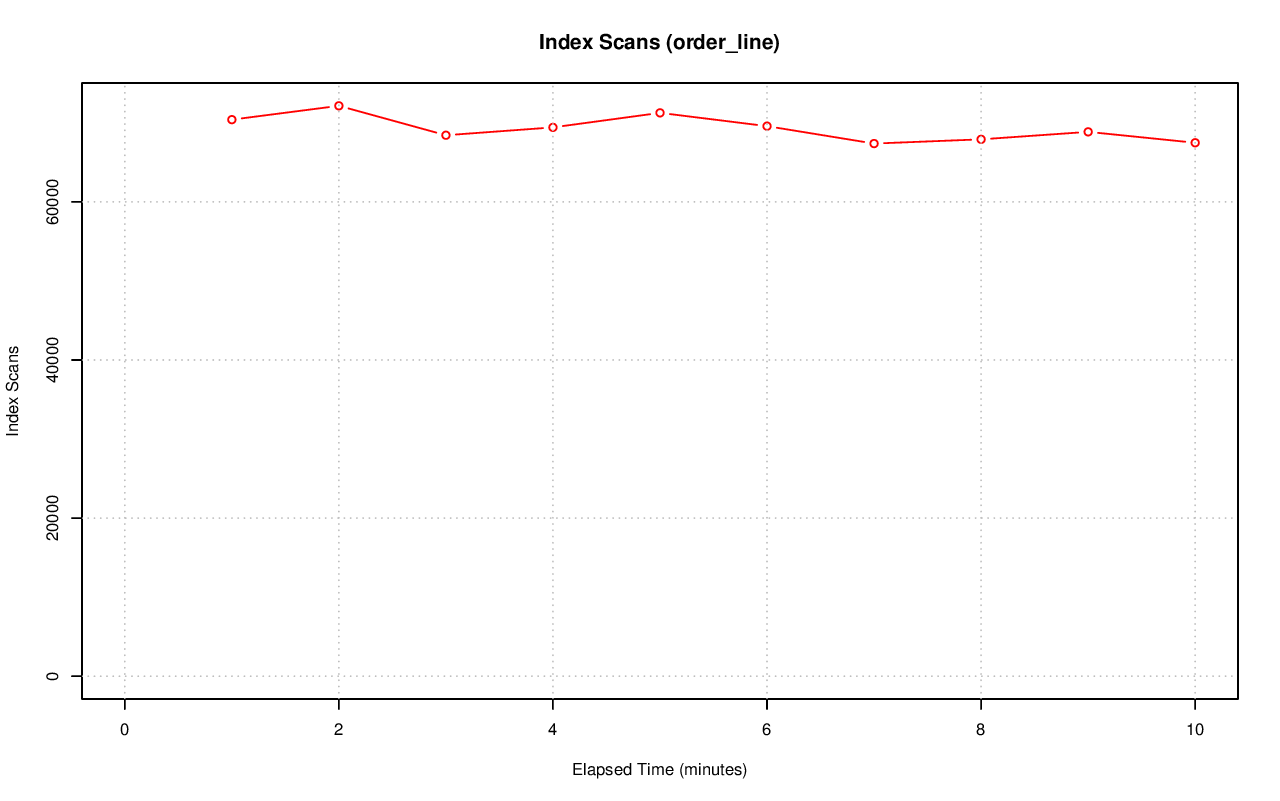 Index Scans (order_line)
Index Scans
60000
40000
20000
0
0 2 4 6 8 10
Elapsed Time (minutes)